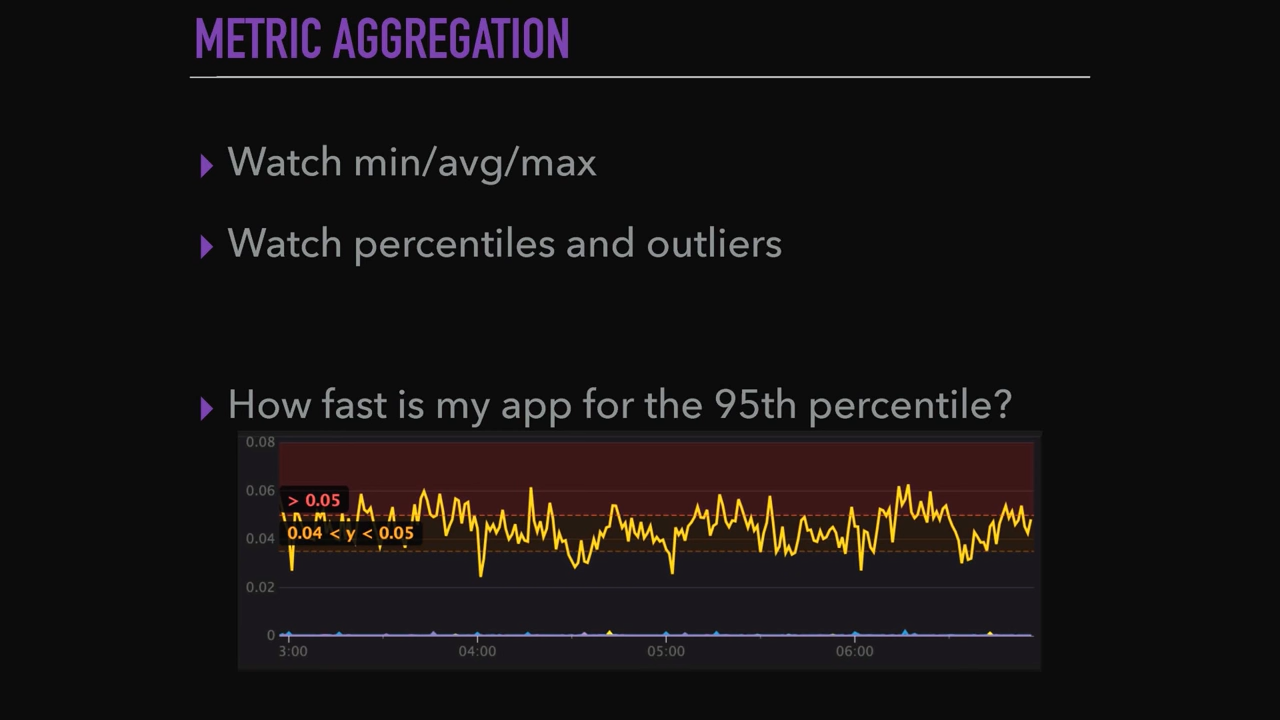 METRIC AGGREGATION
Watch min/avg/max
Watch percentiles and outliers
How fast is my app for the 95th percentile?
0.08
0.06
> 0.05
0.04 < y < 0.05
0.04
0.02
0
3:00 04:00 05:00 06:00